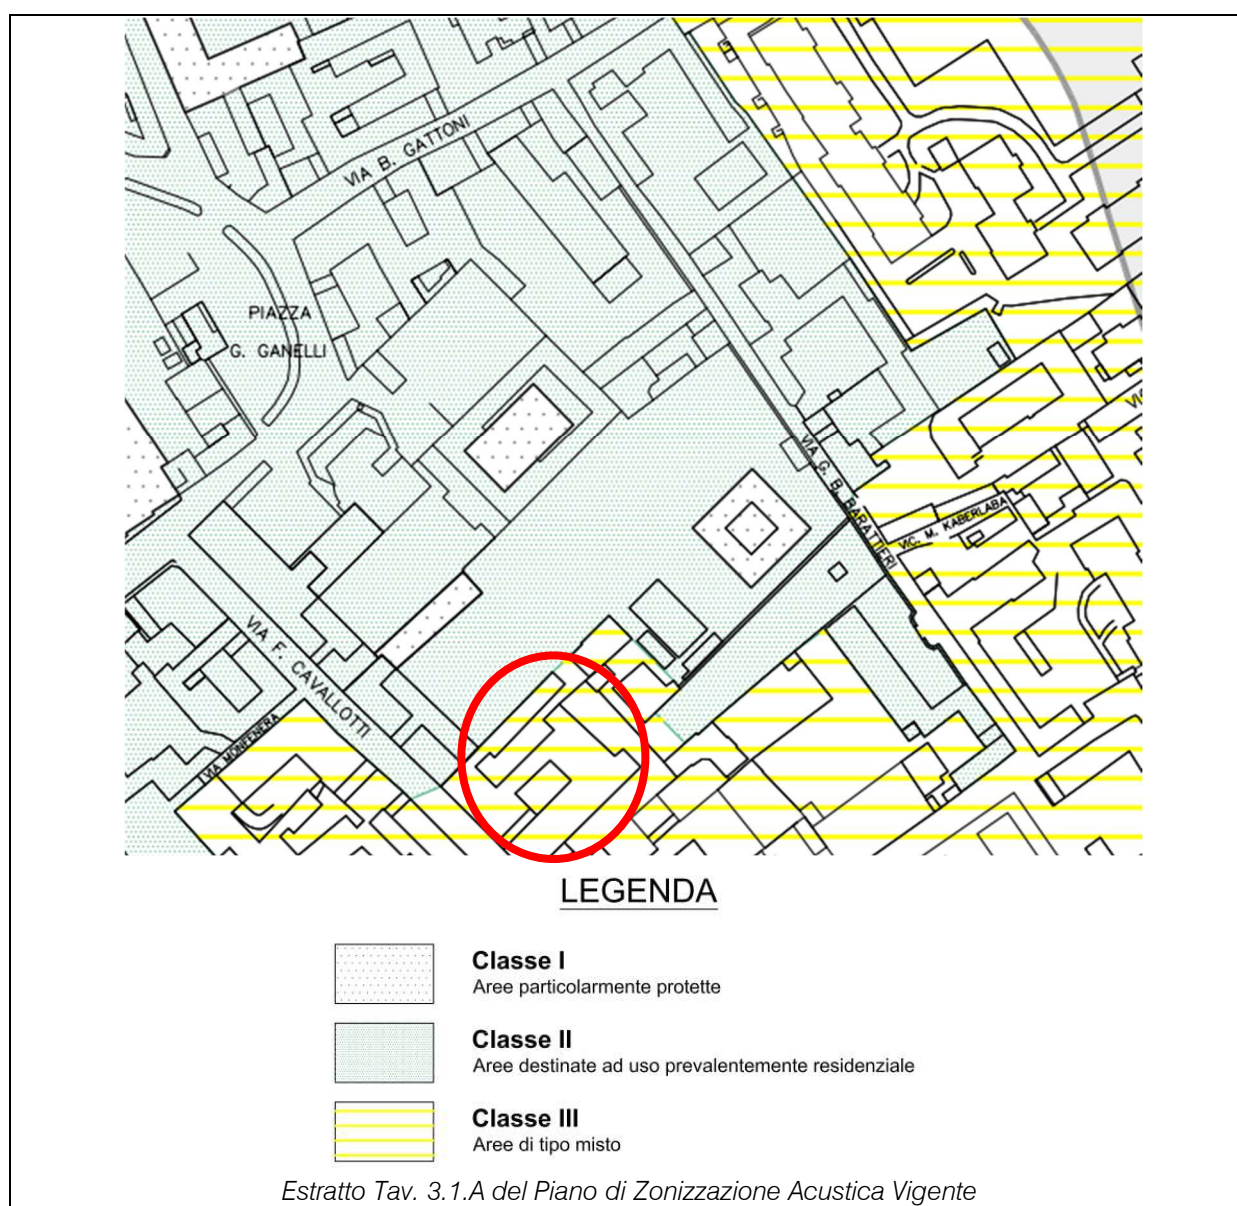 VIA B. GATTONI
PIAZZA
G. GANELLI
VIA G. B. BARATTIERI
VIC. M. KABERLABA
VIA F. CAVALLOTTI
VIA MONFENERA
LEGENDA
Classe I
Aree particolarmente protette
Classe II
Aree destinate ad uso prevalentemente residenziale
Classe III
Aree di tipo misto
Estratto Tav. 3.1.A del Piano di Zonizzazione Acustica Vigente